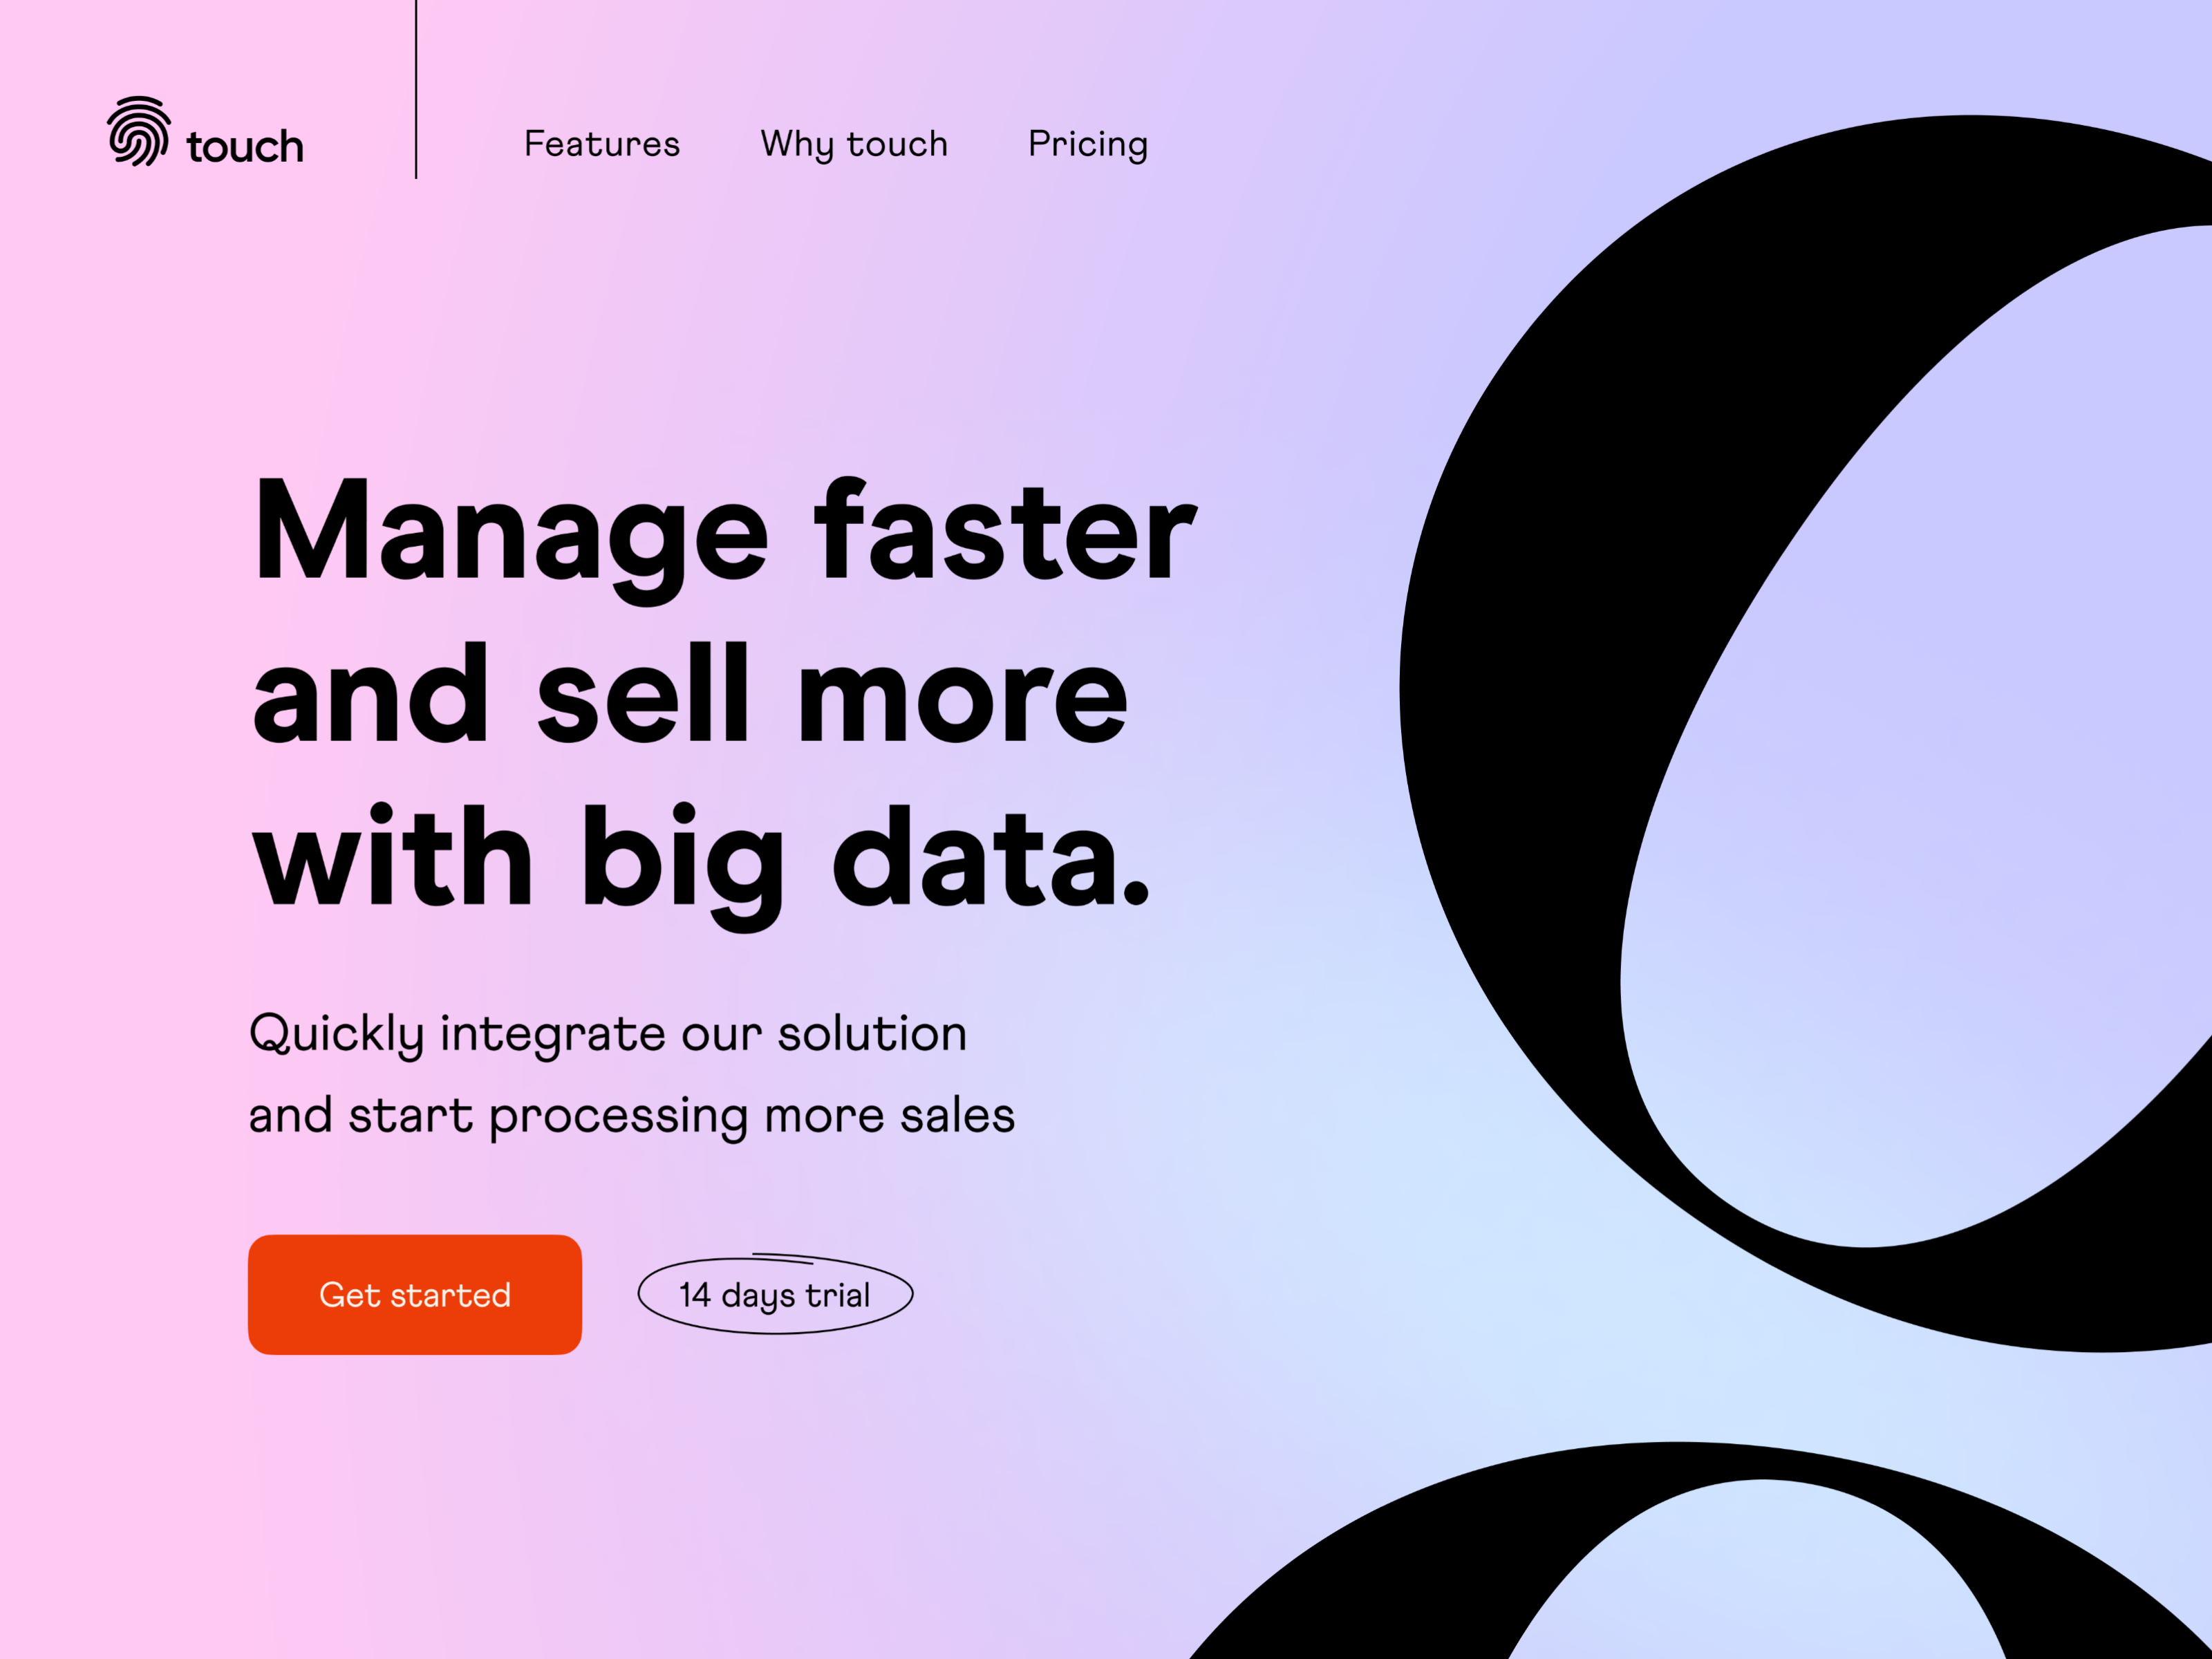 touch
Features Why touch Pricing
Manage faster
and sell more
with big data.
Quickly integrate our solution
and start processing more sales
Get started
14 days trial